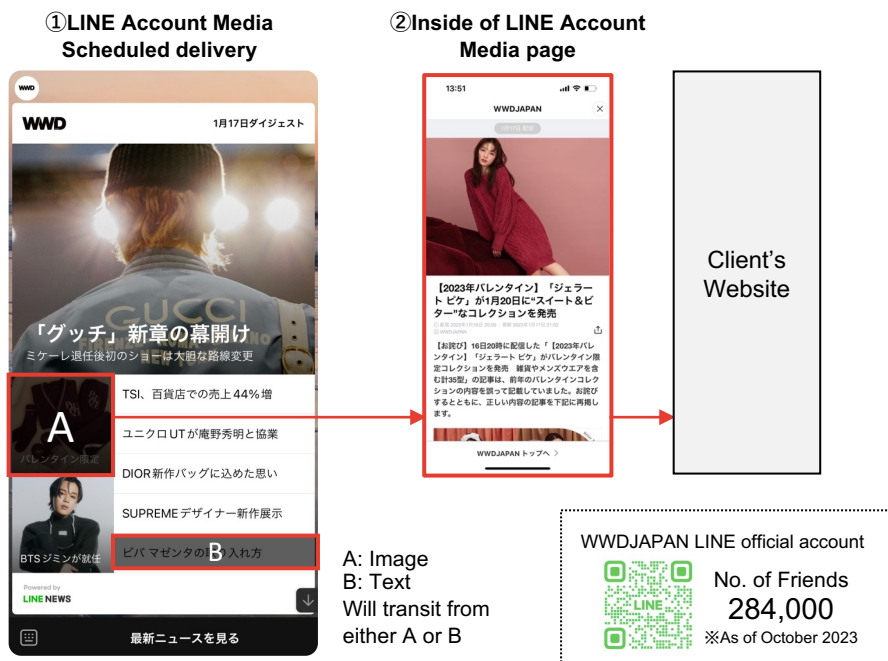 ①LINE Account Media
Scheduled delivery
②Inside of LINE Account
Media page
WWD
WWD
1月17日ダイジェスト
GUCCI
「グッチ」新章の幕開け
ミケーレ退任後初のショーは大胆な路線変更
A
バレンタイン限定
TSI、百貨店での売上44%増
ユニクロUTが庵野秀明と協業
DIOR新作バッグに込めた思い
SUPREMEデザイナー新作展示
BTSジミンが就任
ビバ マゼンタの取り入れ方
B
Powered by
LINE NEWS
最新ニュースを見る
13:51
WWDJAPAN
1月17日 配信
【2023年バレンタイン】「ジェラー
ト ピケ」が1月20日に“スイート＆ビ
ター”なコレクションを発売
WWDJAPAN
【お詫び】16日20時に配信した「【2023年バレ
ンタイン】「ジェラート ピケ」がバレンタイン限
定コレクションを発売 雑貨やメンズウエアを含
む計35型」の記事は、前年のバレンタインコレク
ションの内容を誤って記載していました。お詫び
するとともに、正しい内容の記事を下記に再掲し
ます。
WWDJAPAN トップへ
Client’s
Website
A: Image
B: Text
Will transit from
either A or B
WWDJAPAN LINE official account
LINE
No. of Friends
284,000
※As of October 2023